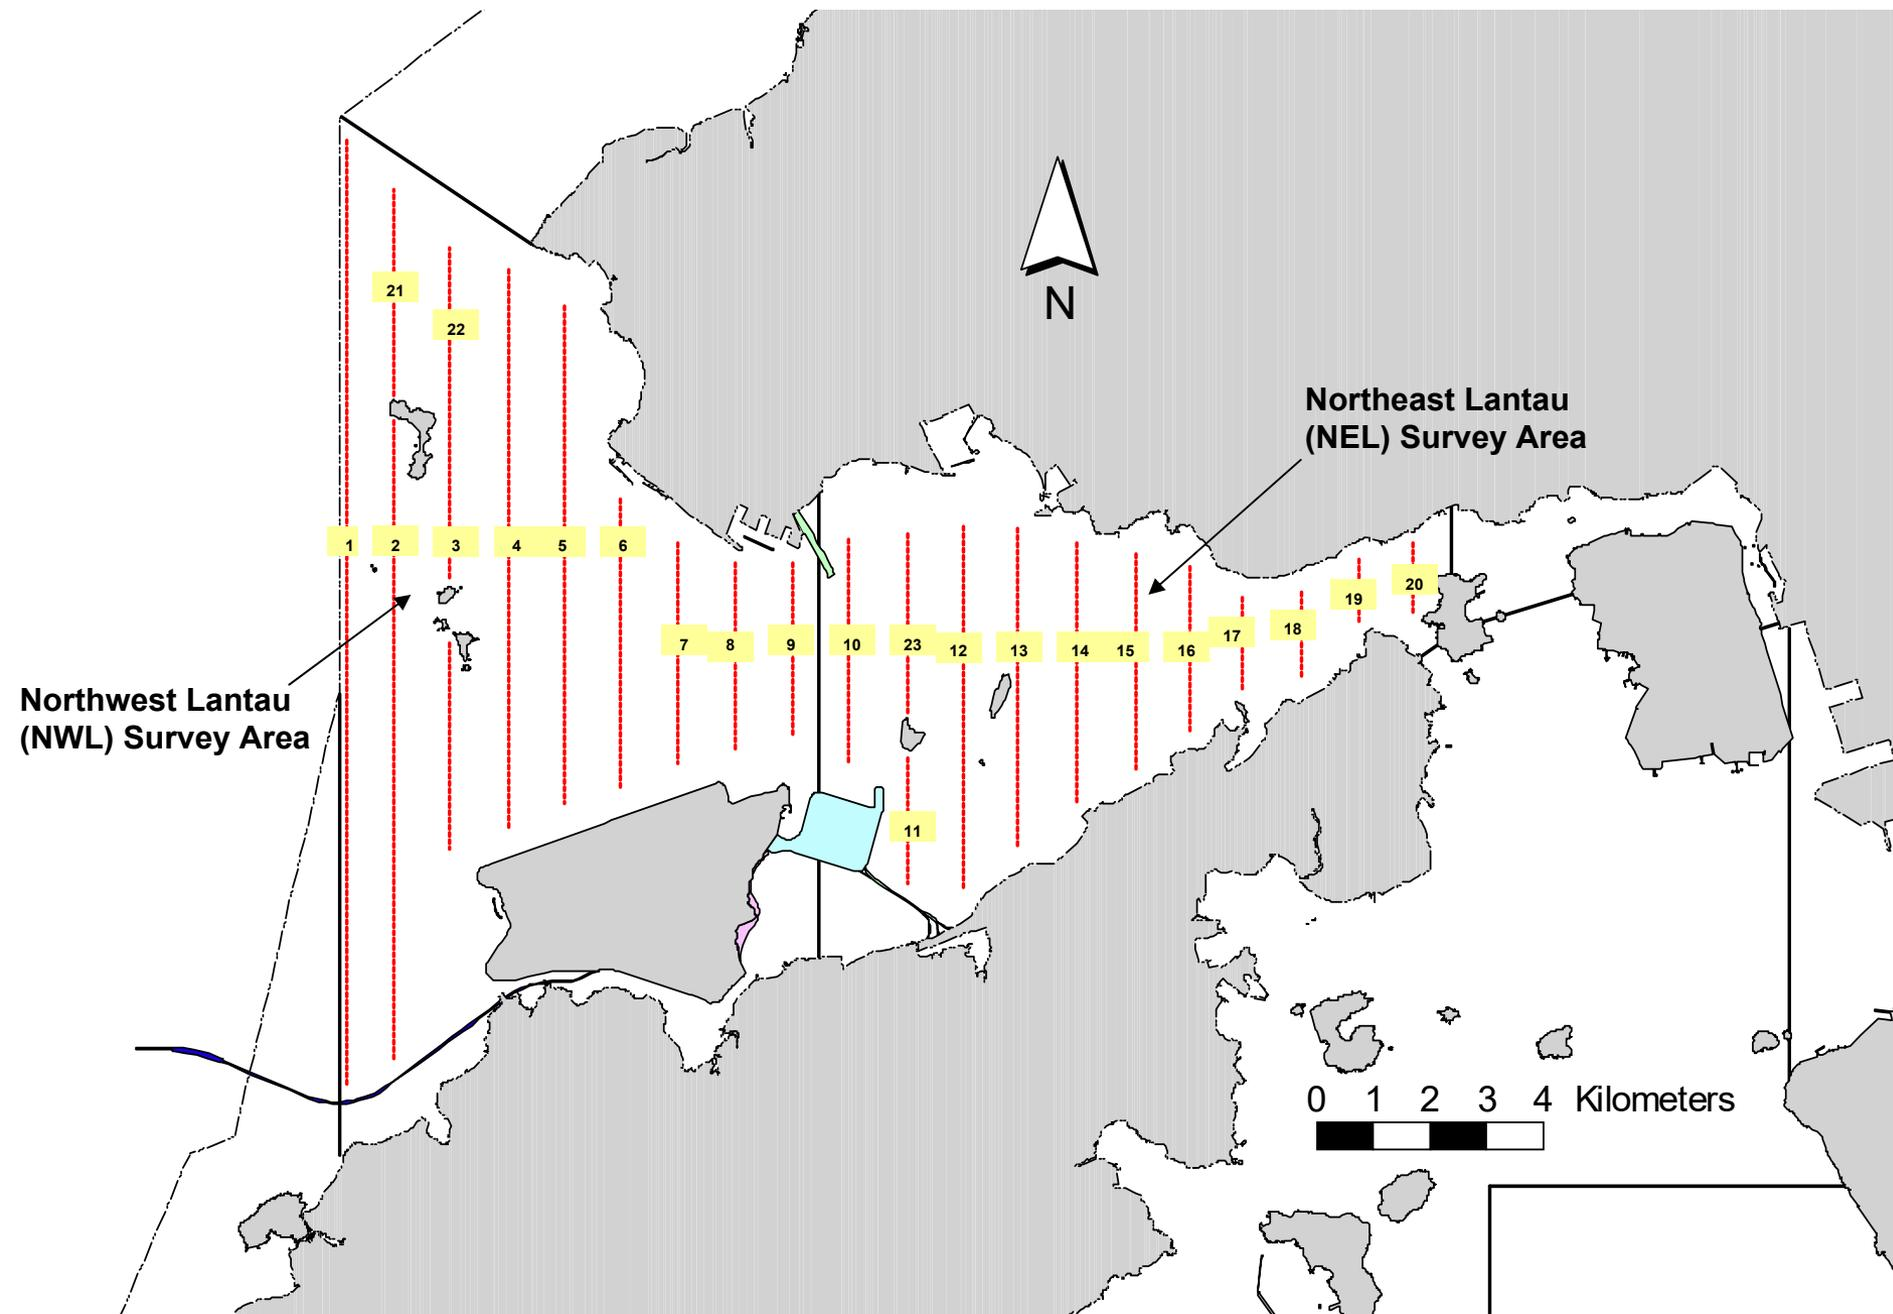 21
22
N
Northeast Lantau
(NEL) Survey Area
1 2 3 4 5 6
20
19
18
17
7 8 9 10 23 12 13 14 15 16
Northwest Lantau
(NWL) Survey Area
11
0 1 2 3 4 Kilometers